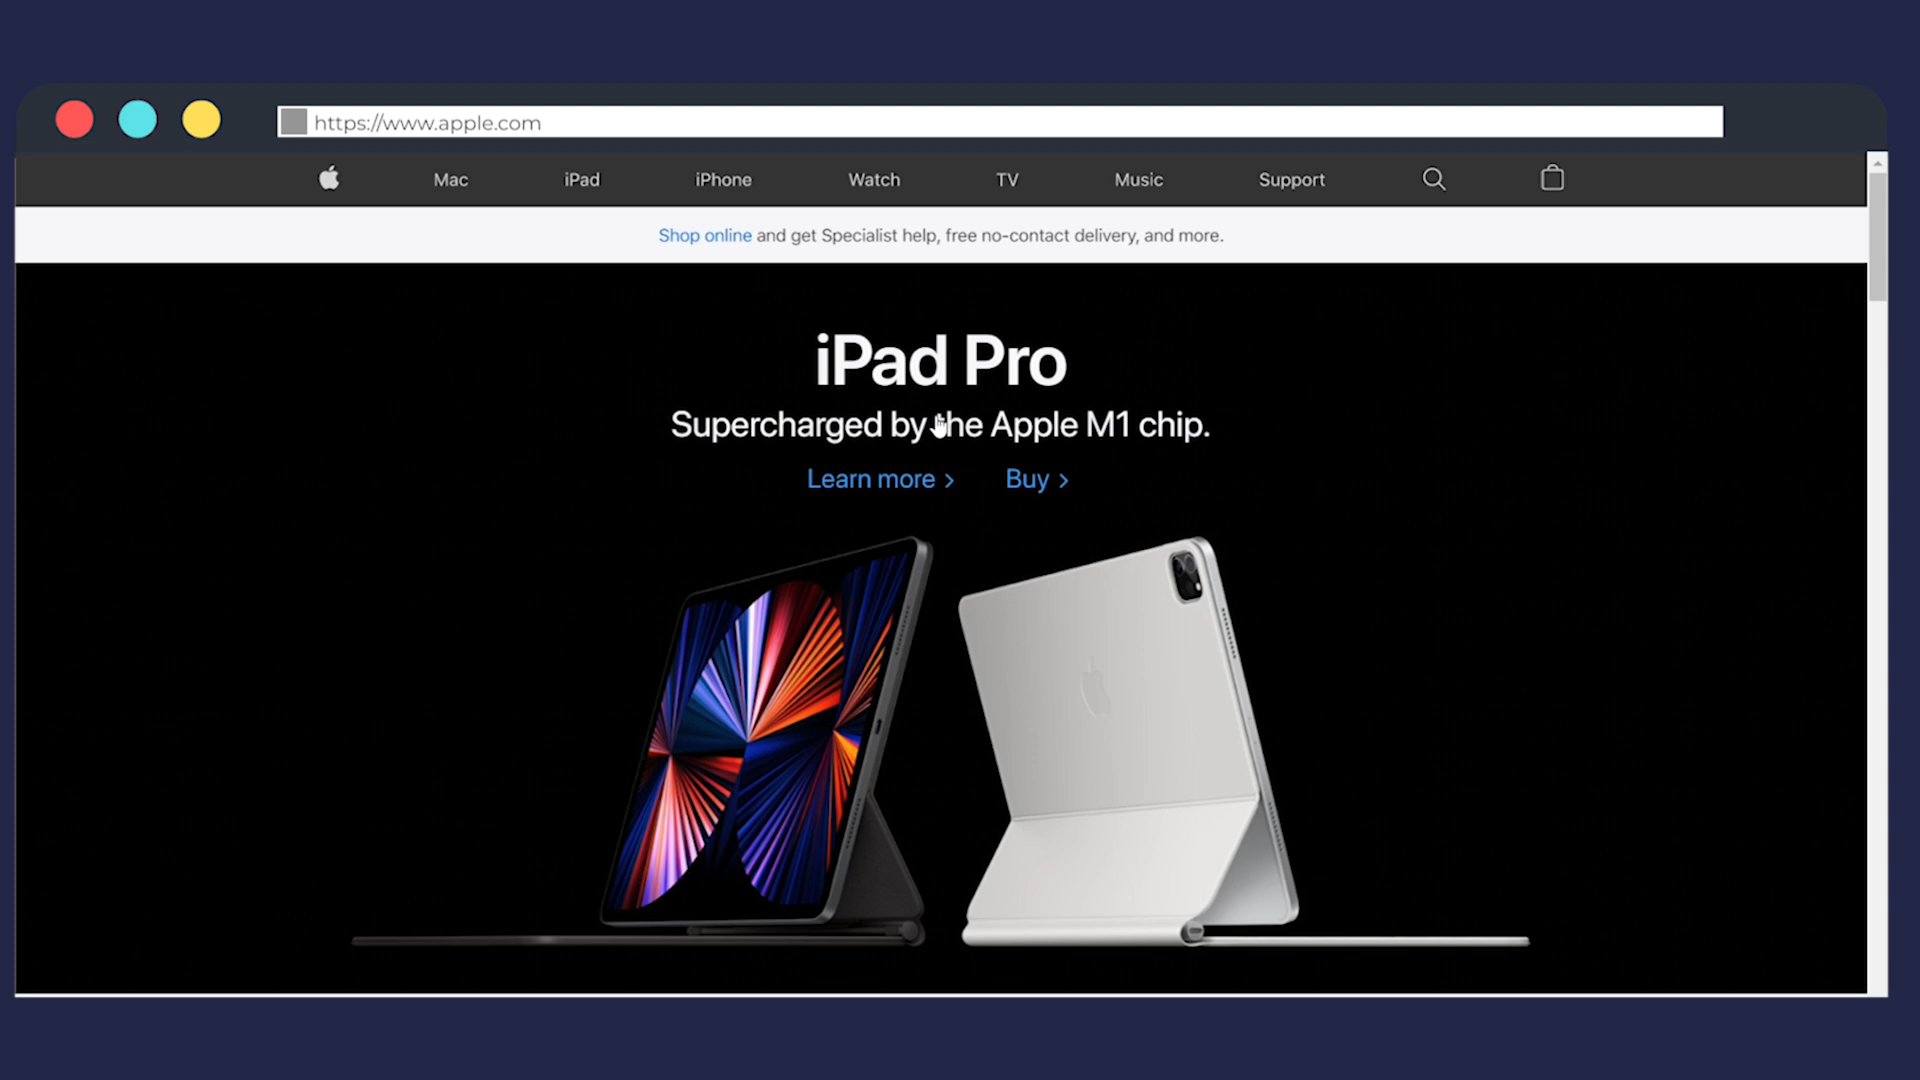 https://www.apple.com
Mac iPad iPhone Watch TV Music Support
Shop online and get Specialist help, free no-contact delivery, and more.
iPad Pro
Supercharged by the Apple M1 chip.
Learn more > Buy >